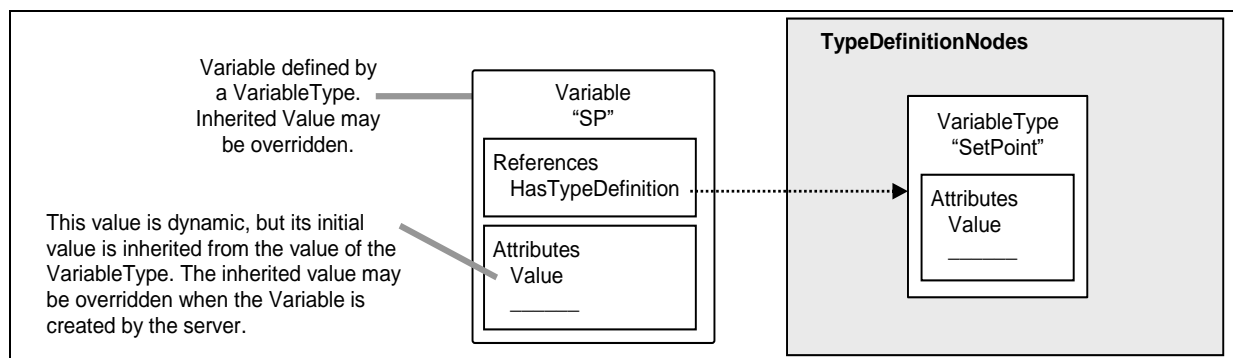 Variable defined by
a VariableType.
Inherited Value may
be overridden.
This value is dynamic, but its initial
value is inherited from the value of the
VariableType. The inherited value may
be overridden when the Variable is
created by the server.
Variable
“SP”
References
HasTypeDefinition
Attributes
Value
______
TypeDefinitionNodes
VariableType
“SetPoint”
Attributes
Value
______